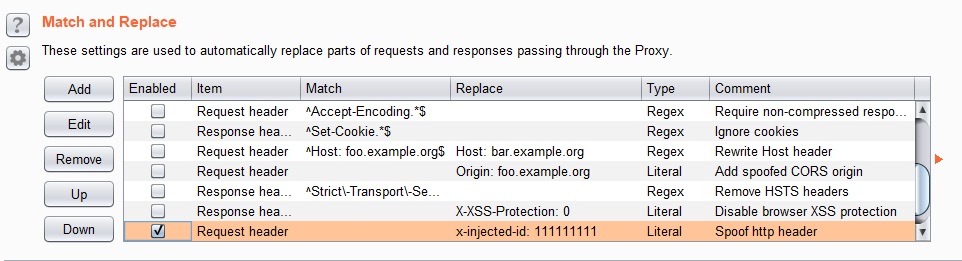 ?
Match and Replace
These settings are used to automatically replace parts of requests and responses passing through the Proxy.
Add
Edit
Remove
Up
Down
Enabled Item Match Replace Type Comment
Request header ^Accept-Encoding.*$ Regex Require non-compressed respo...
Response hea... ^Set-Cookie.*$ Regex Ignore cookies
Request header ^Host: foo.example.org$ Host: bar.example.org Regex Rewrite Host header
Request header Origin: foo.example.org Literal Add spoofed CORS origin
Response hea... ^Strict\-Transport\-Se... Regex Remove HSTS headers
Response hea... X-XSS-Protection: 0 Literal Disable browser XSS protection
Request header x-injected-id: 111111111 Literal Spoof http header